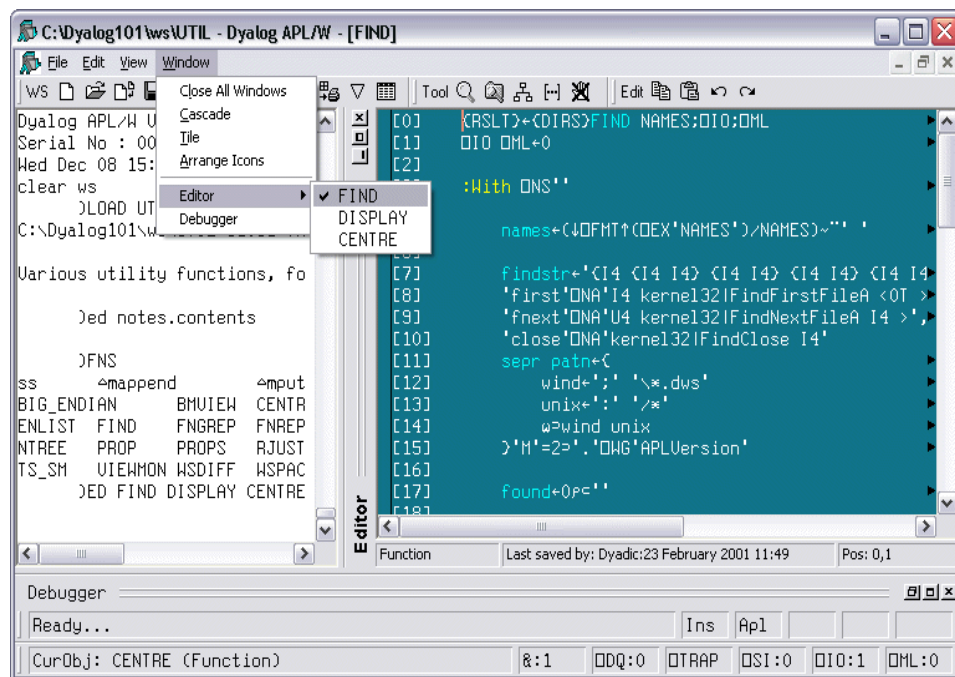 C:\Dyalog101\ws\UTIL - Dyalog APL/W - [FIND]
File Edit View Window
WS Tool Edit
Close All Windows
Cascade
Tile
Arrange Icons
Editor
Debugger
✓ FIND
DISPLAY
CENTRE
Dyalog APL/W
Serial No : 00
Wed Dec 08 15:
clear ws
)LOAD UT
C:\Dyalog101\w
Various utility functions, fo
)ed notes.contents
)FNS
ss ⍙mappend ⍙mput
BIG_ENDIAN BMVIEW CENTR
ENLIST FIND FNGREP FNREP
NTREE PROP PROPS RJUST
TS_SM VIEWMON WSDIFF WSPAC
)ED FIND DISPLAY CENTRE
Editor
[0] {RSLT}←{DIRS}FIND NAMES;⎕IO;⎕ML
[1] ⎕IO ⎕ML←0
[2]
:With ⎕NS''
names←(↓⎕FMT↑(⎕EX'NAMES')/NAMES)~¨' '
[7] findstr←'{I4 {I4 I4} {I4 I4} {I4 I4} {I4 I4
[8] 'first'⎕NA'I4 kernel32|FindFirstFileA <0T >
[9] 'fnext'⎕NA'U4 kernel32|FindNextFileA I4 >',
[10] 'close'⎕NA'kernel32|FindClose I4'
[11] sepr patn←{
[12] wind←';' '\*.dws'
[13] unix←':' '/*'
[14] ⍵⊃wind unix
[15] }'M'=2⊃'.'⎕WG'APLVersion'
[16]
[17] found←0⍴⊂''
[18]
Function Last saved by: Dyadic:23 February 2001 11:49 Pos: 0,1
Debugger
Ready... Ins Apl
CurObj: CENTRE (Function) &:1 ⎕DQ:0 ⎕TRAP ⎕SI:0 ⎕IO:1 ⎕ML:0